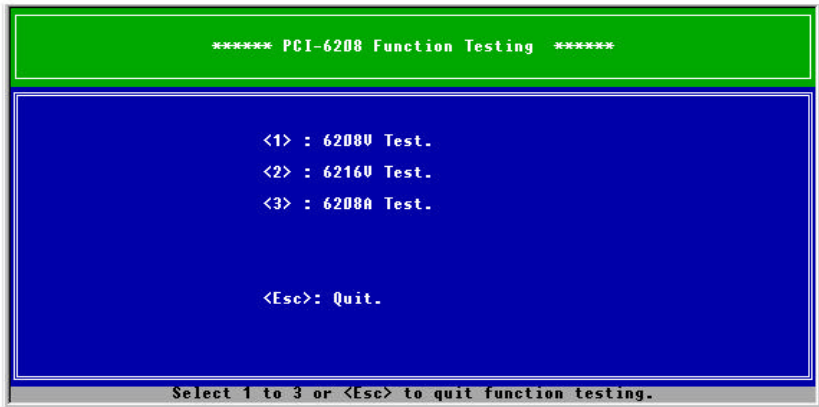 ****** PCI-6208 Function Testing ******
<1> : 6208V Test.
<2> : 6216V Test.
<3> : 6208A Test.
<Esc>: Quit.
Select 1 to 3 or <Esc> to quit function testing.